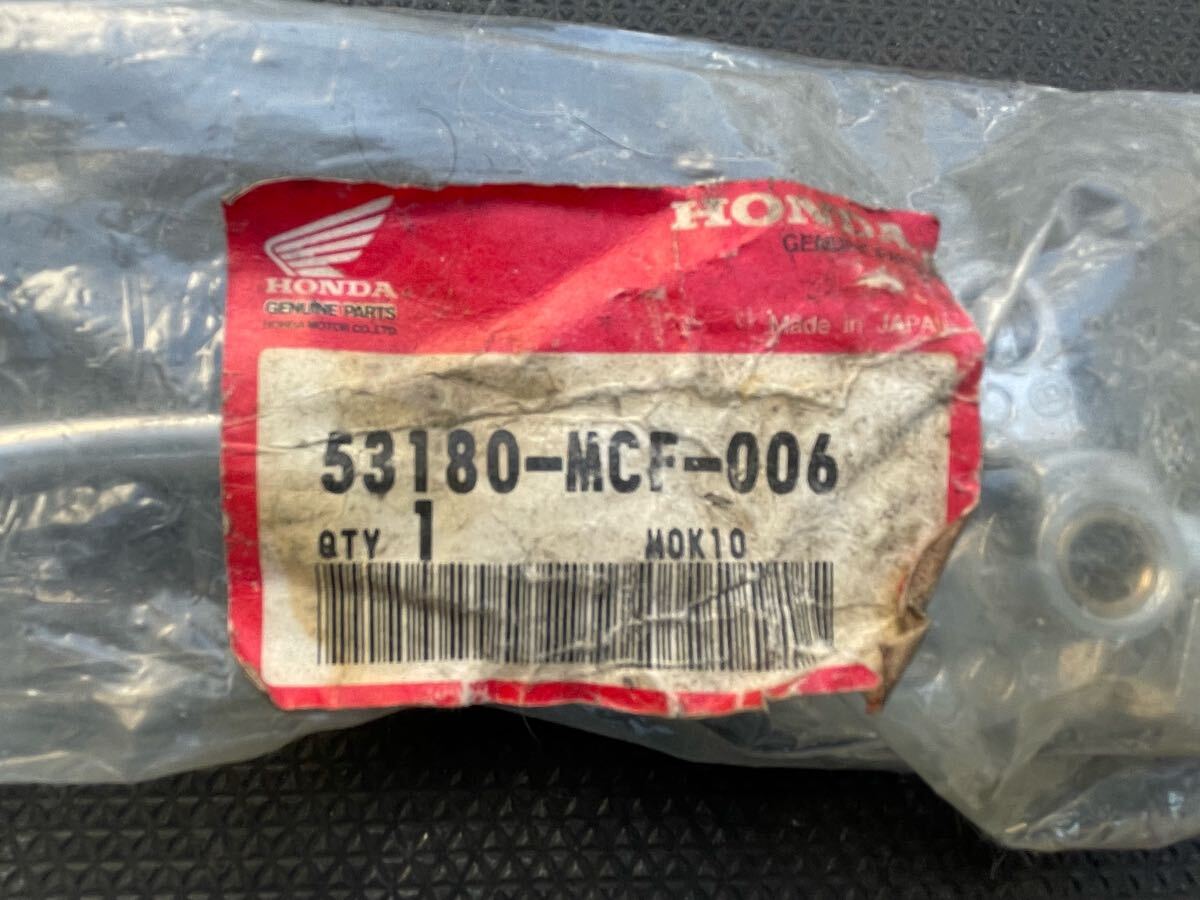 HONDA
GENUINE PARTS
HONDA MOTOR CO.,LTD
HONDA
Made in JAPAN
53180-MCF-006
QTY 1 MOK10